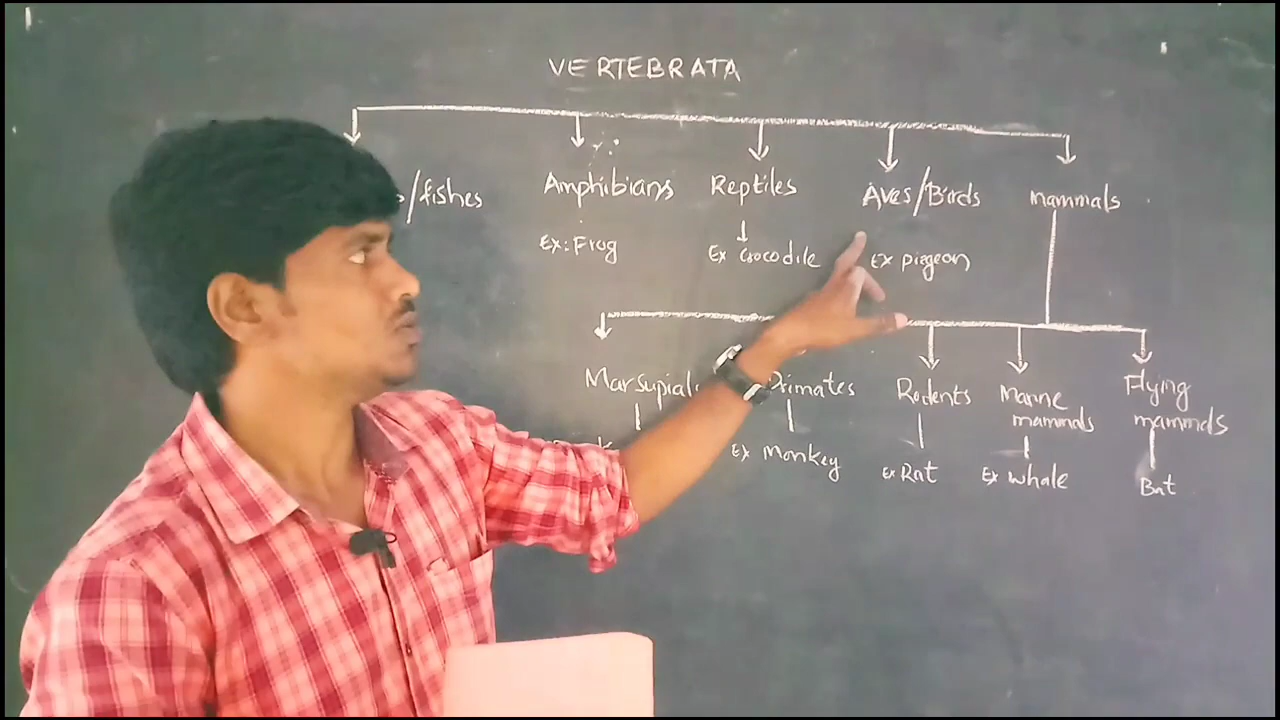 VERTEBRATA
/fishes Amphibians Reptiles Aves/Birds mammals
Ex: Frog Ex crocodile Ex pigeon
Marsupials Primates Rodents Marine mammals Flying mammals
Ex monkey Ex Rat Ex whale Bat